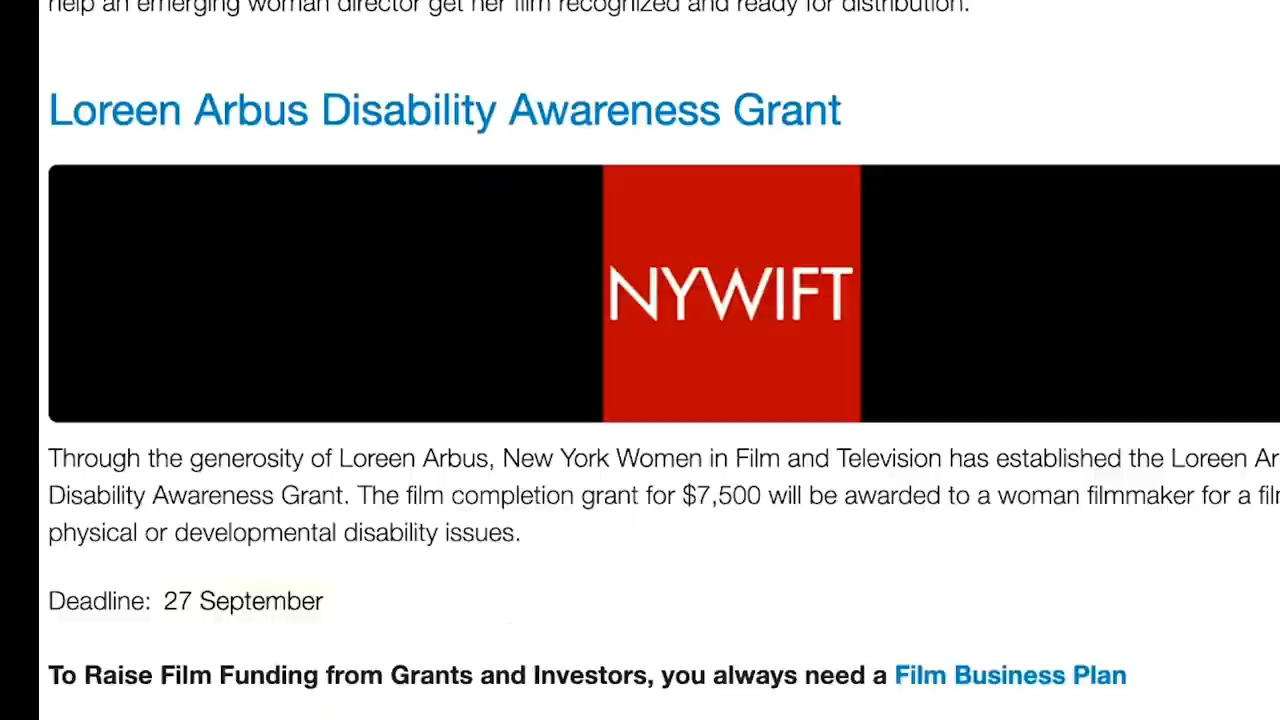 help an emerging woman director get her film recognized and ready for distribution.
Loreen Arbus Disability Awareness Grant
NYWIFT
Through the generosity of Loreen Arbus, New York Women in Film and Television has established the Loreen Ar
Disability Awareness Grant. The film completion grant for $7,500 will be awarded to a woman filmmaker for a
physical or developmental disability issues.
Deadline: 27 September
To Raise Film Funding from Grants and Investors, you always need a Film Business Plan